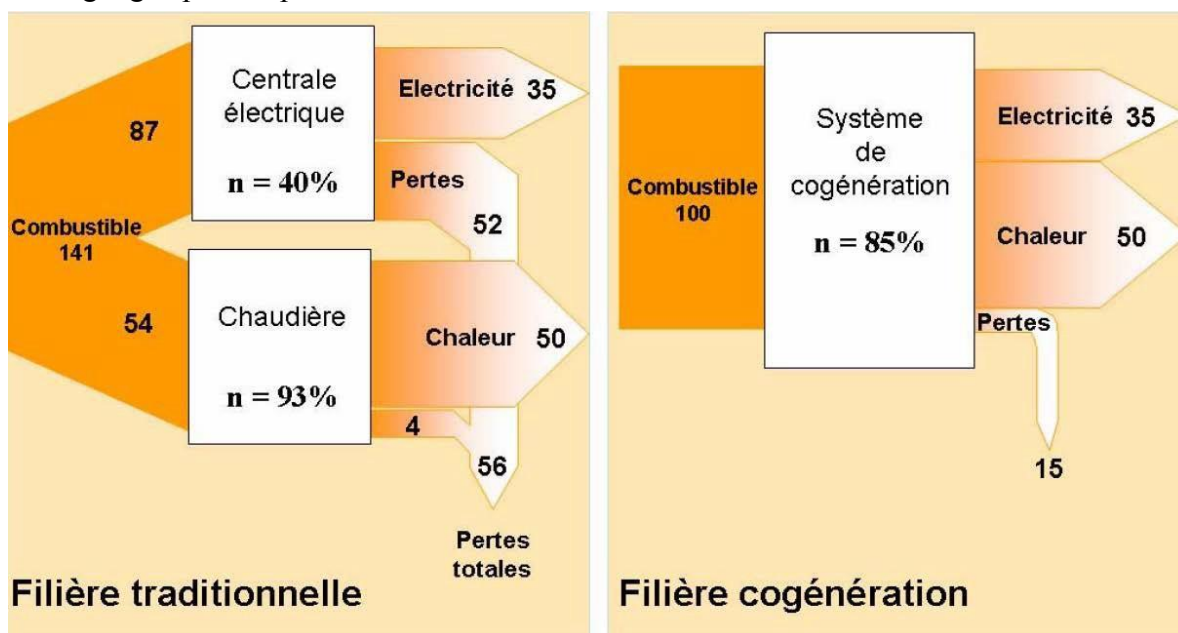 Centrale
électrique
n = 40%
87
Electricité 35
Pertes
52
Combustible
141
54
Chaudière
n = 93%
Chaleur 50
4
56
Pertes
totales
Filière traditionnelle
Combustible
100
Système
de
cogénération
n = 85%
Electricité 35
Chaleur 50
Pertes
15
Filière cogénération